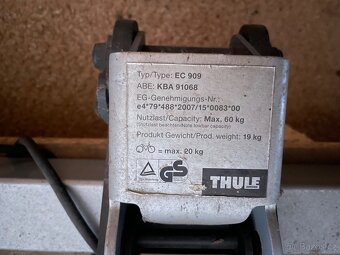 Typ/Type: EC 909
ABE: KBA 91068
EG-Genehmigungs-Nr.:
e4*79*488*2007/15*0083*00
Nutzlast/Capacity: Max. 60 kg
Produkt Gewicht/Prod. weight: 19 kg
= max. 20 kg
GS
THULE